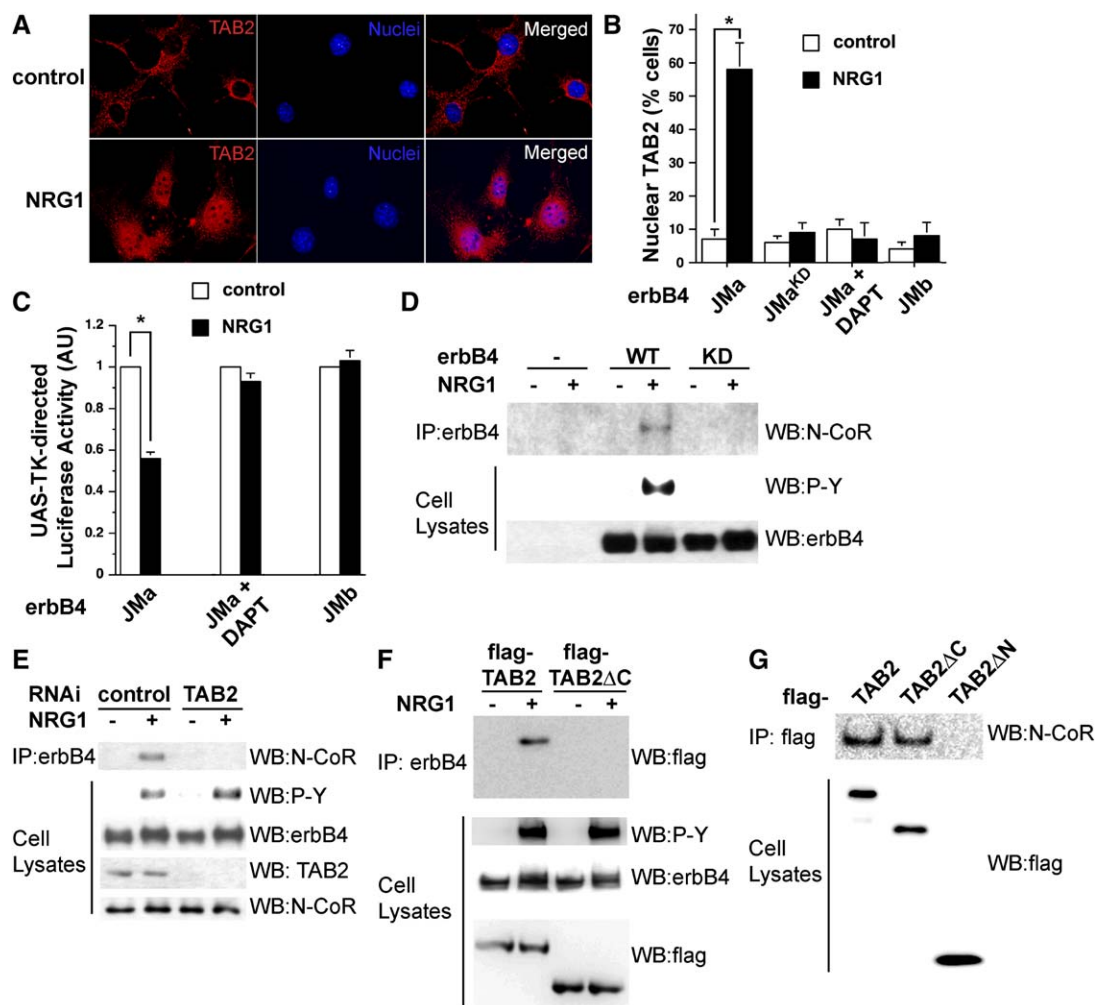 A
TAB2 Nuclei Merged
control
TAB2 Nuclei Merged
NRG1
B
control
NRG1
*
Nuclear TAB2 (% cells)
70
60
50
40
30
20
10
0
erbB4 JMa JMaKD JMa + DAPT JMb
C
control
NRG1
*
UAS-TK-directed
Luciferase Activity (AU)
1.2
1
0.8
0.6
0.4
0.2
0
erbB4 JMa JMa + DAPT JMb
D
erbB4 - WT KD
NRG1 - + - + - +
IP:erbB4 WB:N-CoR
Cell
Lysates
WB:P-Y
WB:erbB4
E
RNAi control TAB2
NRG1 - + - +
IP:erbB4 WB:N-CoR
Cell
Lysates
WB:P-Y
WB:erbB4
WB: TAB2
WB:N-CoR
F
flag-
TAB2
flag-
TAB2ΔC
NRG1 - + - +
IP: erbB4 WB:flag
Cell
Lysates
WB:P-Y
WB:erbB4
WB:flag
G
flag- TAB2 TAB2ΔC TAB2ΔN
IP: flag WB:N-CoR
Cell
Lysates
WB:flag